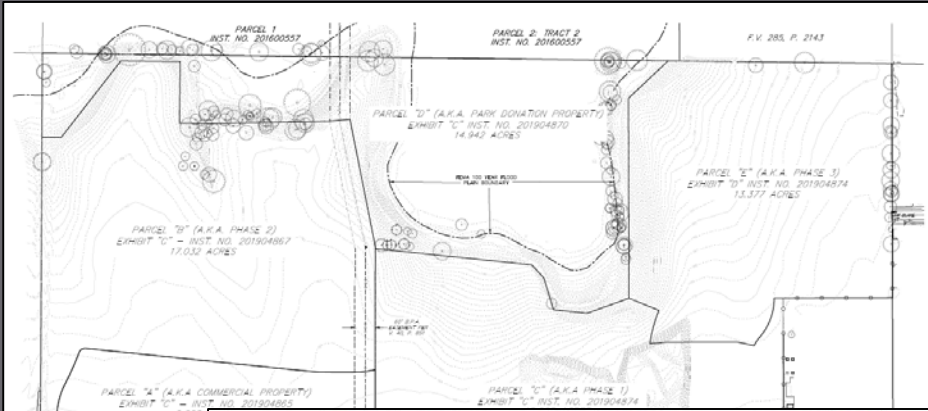 PARCEL 1
INST. NO. 201600557
PARCEL 2: TRACT 2
INST. NO. 201600557
F.V. 285, P. 2143
PARCEL "D" (A.K.A. PARK DONATION PROPERTY)
EXHIBIT "C" INST. NO. 201904870
14.942 ACRES
FEMA 100 YEAR FLOOD
PLAIN BOUNDARY
PARCEL "E" (A.K.A. PHASE 3)
EXHIBIT "D" INST. NO. 201904874
13.377 ACRES
PARCEL "B" (A.K.A. PHASE 2)
EXHIBIT "C" - INST. NO. 201904867
17.032 ACRES
EASEMENT PER
PARCEL "A" (A.K.A COMMERCIAL PROPERTY)
EXHIBIT "C" - INST. NO. 201904865
PARCEL "C" (A.K.A PHASE 1)
EXHIBIT "C" INST. NO. 201904874